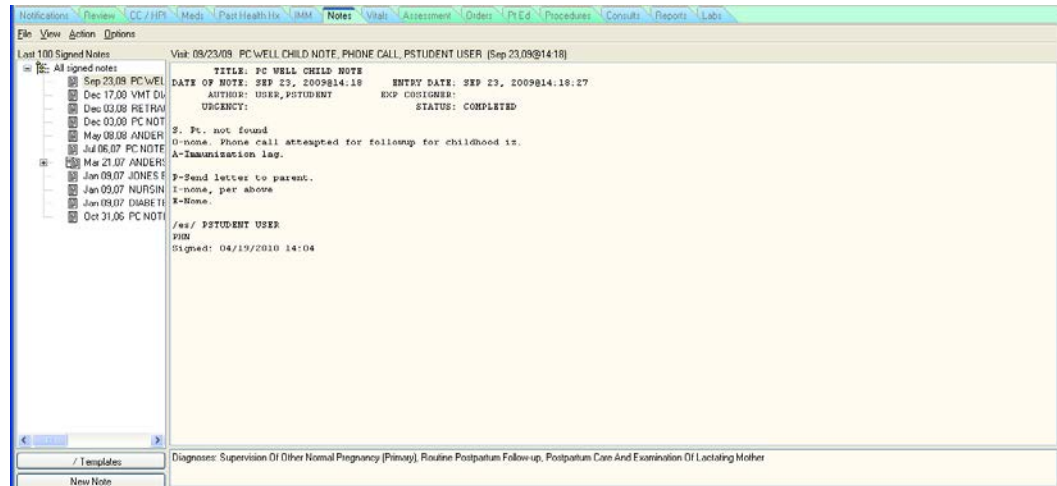 Notifications Review CC / HPI Meds Past Health Hx IMM Notes Vitals Assessment Orders Pt Ed Procedures Consults Reports Labs
File View Action Options
Last 100 Signed Notes Visit: 09/23/09 PC WELL CHILD NOTE, PHONE CALL, PSTUDENT USER (Sep 23,09@14:18)
All signed notes
Sep 23,09 PC WEL
Dec 17,08 VMT DI
Dec 03,08 RETRA
Dec 03,08 PC NOT
May 08,08 ANDER
Jul 06,07 PC NOTE
Mar 21,07 ANDERS
Jan 09,07 JONES
Jan 09,07 NURSIN
Jan 09,07 DIABETE
Oct 31,06 PC NOTI
TITLE: PC WELL CHILD NOTE
DATE OF NOTE: SEP 23, 2009@14:18 ENTRY DATE: SEP 23, 2009@14:18:27
AUTHOR: USER,PSTUDENT EXP COSIGNER:
URGENCY: STATUS: COMPLETED
S. Pt. not found
O-none. Phone call attempted for followup for childhood iz.
A-Immunization lag.
P-Send letter to parent.
I-none, per above
E-None.
/es/ PSTUDENT USER
PHN
Signed: 04/19/2010 14:04
/ Templates
New Note
Diagnoses: Supervision Of Other Normal Pregnancy (Primary), Routine Postpartum Follow-up, Postpartum Care And Examination Of Lactating Mother